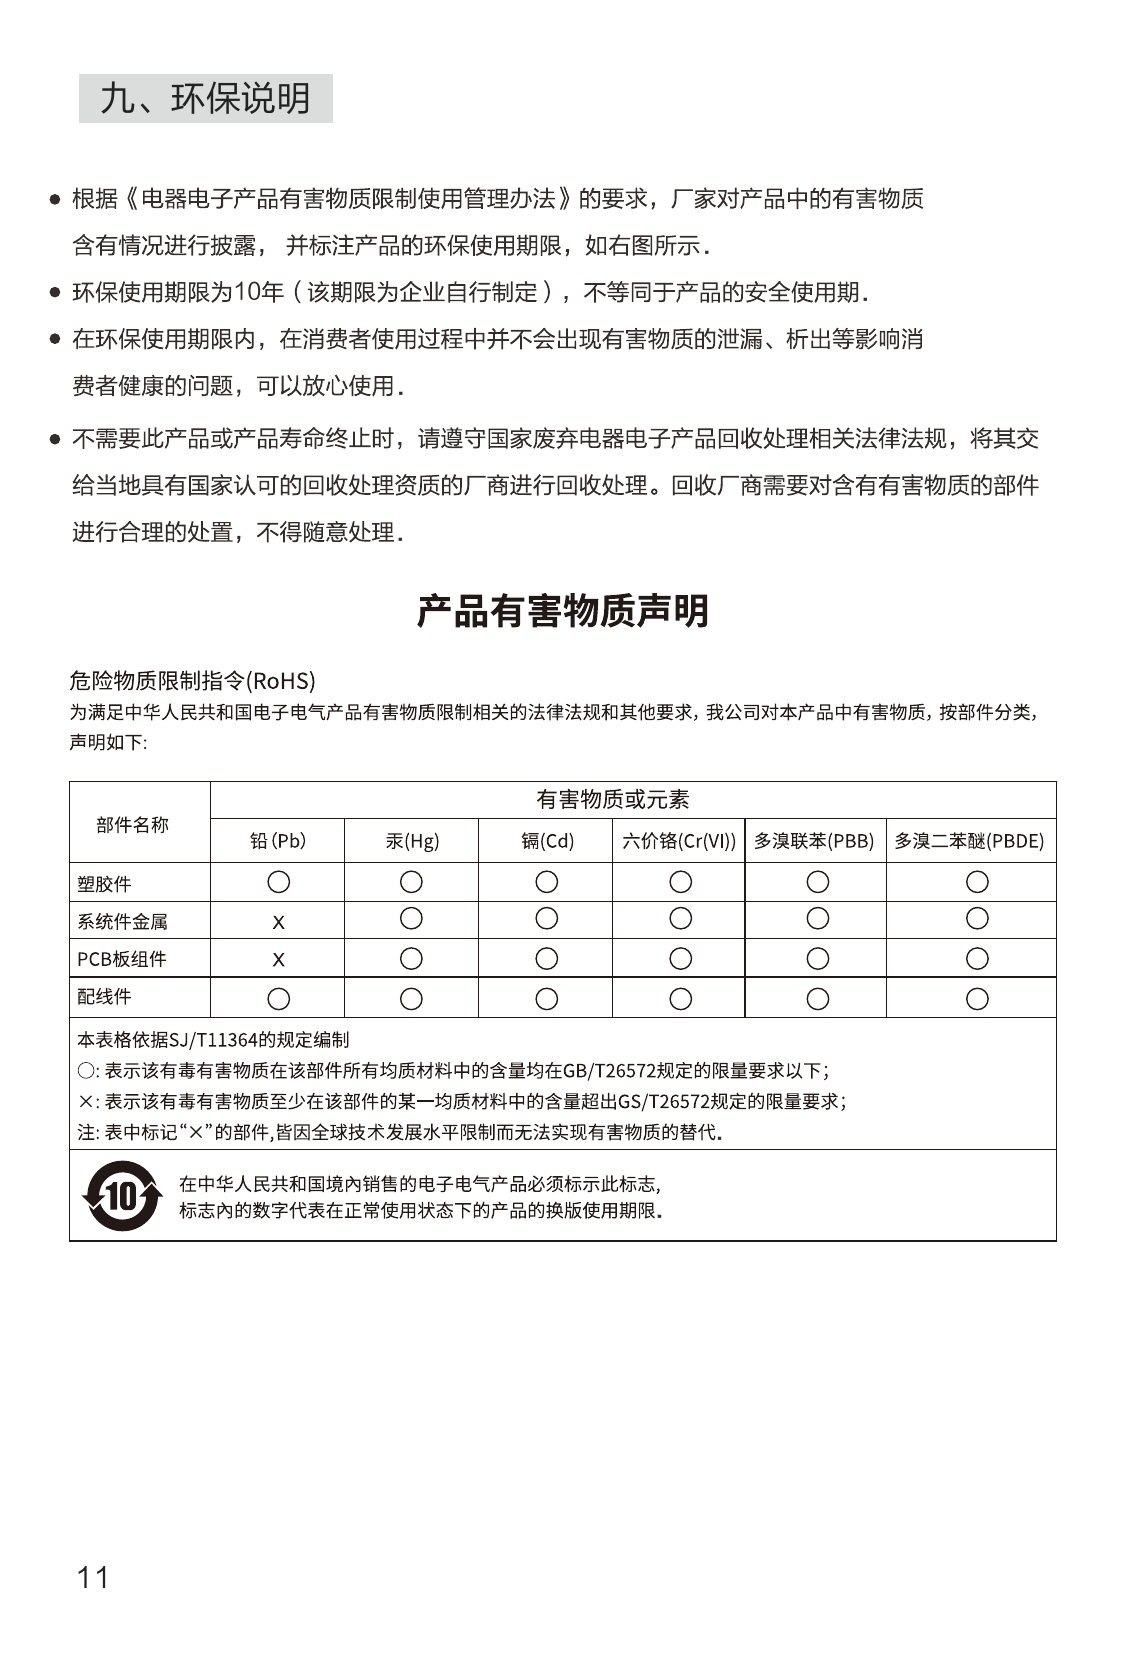 九、环保说明
● 根据《电器电子产品有害物质限制使用管理办法》的要求，厂家对产品中的有害物质
含有情况进行披露， 并标注产品的环保使用期限，如右图所示．
● 环保使用期限为10年（该期限为企业自行制定），不等同于产品的安全使用期．
● 在环保使用期限内，在消费者使用过程中并不会出现有害物质的泄漏、析出等影响消
费者健康的问题，可以放心使用．
● 不需要此产品或产品寿命终止时，请遵守国家废弃电器电子产品回收处理相关法律法规，将其交
给当地具有国家认可的回收处理资质的厂商进行回收处理。回收厂商需要对含有有害物质的部件
进行合理的处置，不得随意处理．
产品有害物质声明
危险物质限制指令(RoHS)
为满足中华人民共和国电子电气产品有害物质限制相关的法律法规和其他要求，我公司对本产品中有害物质，按部件分类，
声明如下:
部件名称 有害物质或元素
铅（Pb） 汞(Hg) 镉(Cd) 六价铬(Cr(VI)) 多溴联苯(PBB) 多溴二苯醚(PBDE)
塑胶件 ○ ○ ○ ○ ○ ○
系统件金属 x ○ ○ ○ ○ ○
PCB板组件 x ○ ○ ○ ○ ○
配线件 ○ ○ ○ ○ ○ ○
本表格依据SJ/T11364的规定编制
○: 表示该有毒有害物质在该部件所有均质材料中的含量均在GB/T26572规定的限量要求以下；
×: 表示该有毒有害物质至少在该部件的某一均质材料中的含量超出GS/T26572规定的限量要求；
注: 表中标记“×”的部件,皆因全球技术发展水平限制而无法实现有害物质的替代．
10
在中华人民共和国境内销售的电子电气产品必须标示此标志，
标志内的数字代表在正常使用状态下的产品的换版使用期限．
11